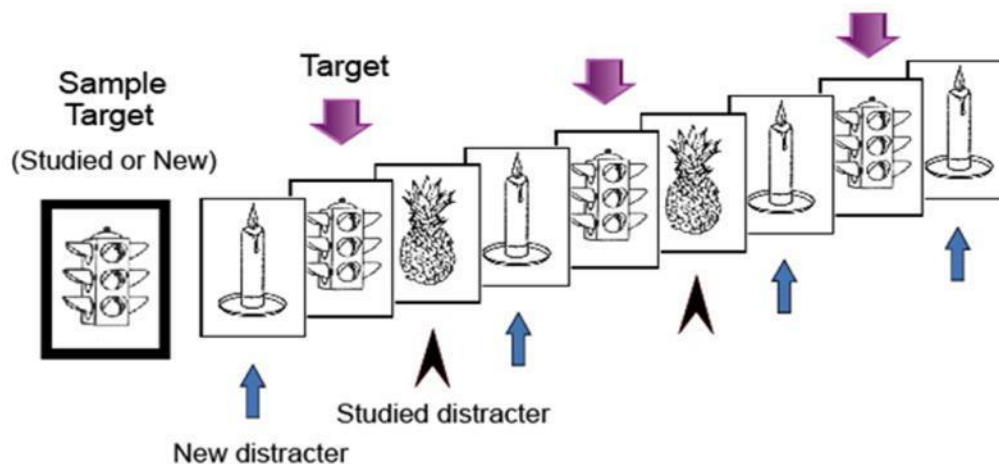 Sample
Target
(Studied or New)
Target
Studied distracter
New distracter